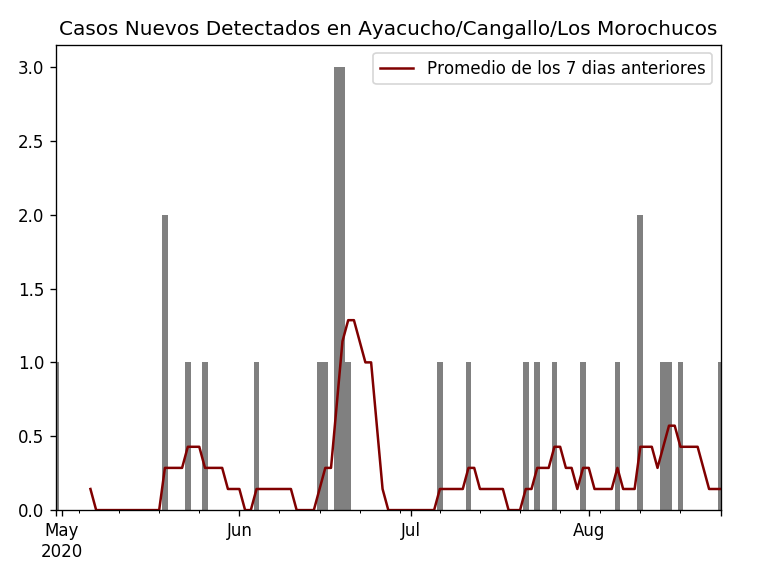 Casos Nuevos Detectados en Ayacucho/Cangallo/Los Morochucos
Promedio de los 7 dias anteriores
3.0
2.5
2.0
1.5
1.0
0.5
0.0
May Jun Jul Aug
2020